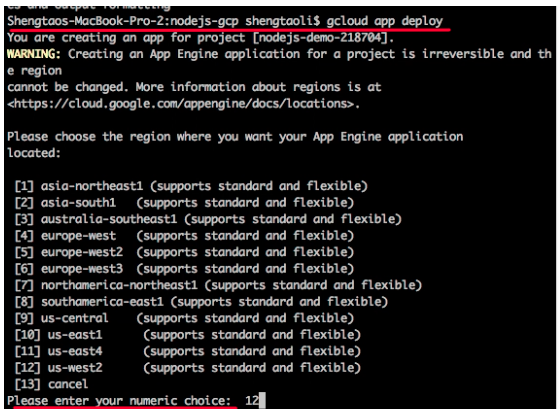 es and output formatting
Shengtaos-MacBook-Pro-2:nodejs-gcp shengtaoli$ gcloud app deploy
You are creating an app for project [nodejs-demo-218704].
WARNING: Creating an App Engine application for a project is irreversible and th
e region
cannot be changed. More information about regions is at
<https://cloud.google.com/appengine/docs/locations>.
Please choose the region where you want your App Engine application
located:
[1] asia-northeast1 (supports standard and flexible)
[2] asia-south1 (supports standard and flexible)
[3] australia-southeast1 (supports standard and flexible)
[4] europe-west (supports standard and flexible)
[5] europe-west2 (supports standard and flexible)
[6] europe-west3 (supports standard and flexible)
[7] northamerica-northeast1 (supports standard and flexible)
[8] southamerica-east1 (supports standard and flexible)
[9] us-central (supports standard and flexible)
[10] us-east1 (supports standard and flexible)
[11] us-east4 (supports standard and flexible)
[12] us-west2 (supports standard and flexible)
[13] cancel
Please enter your numeric choice: 12